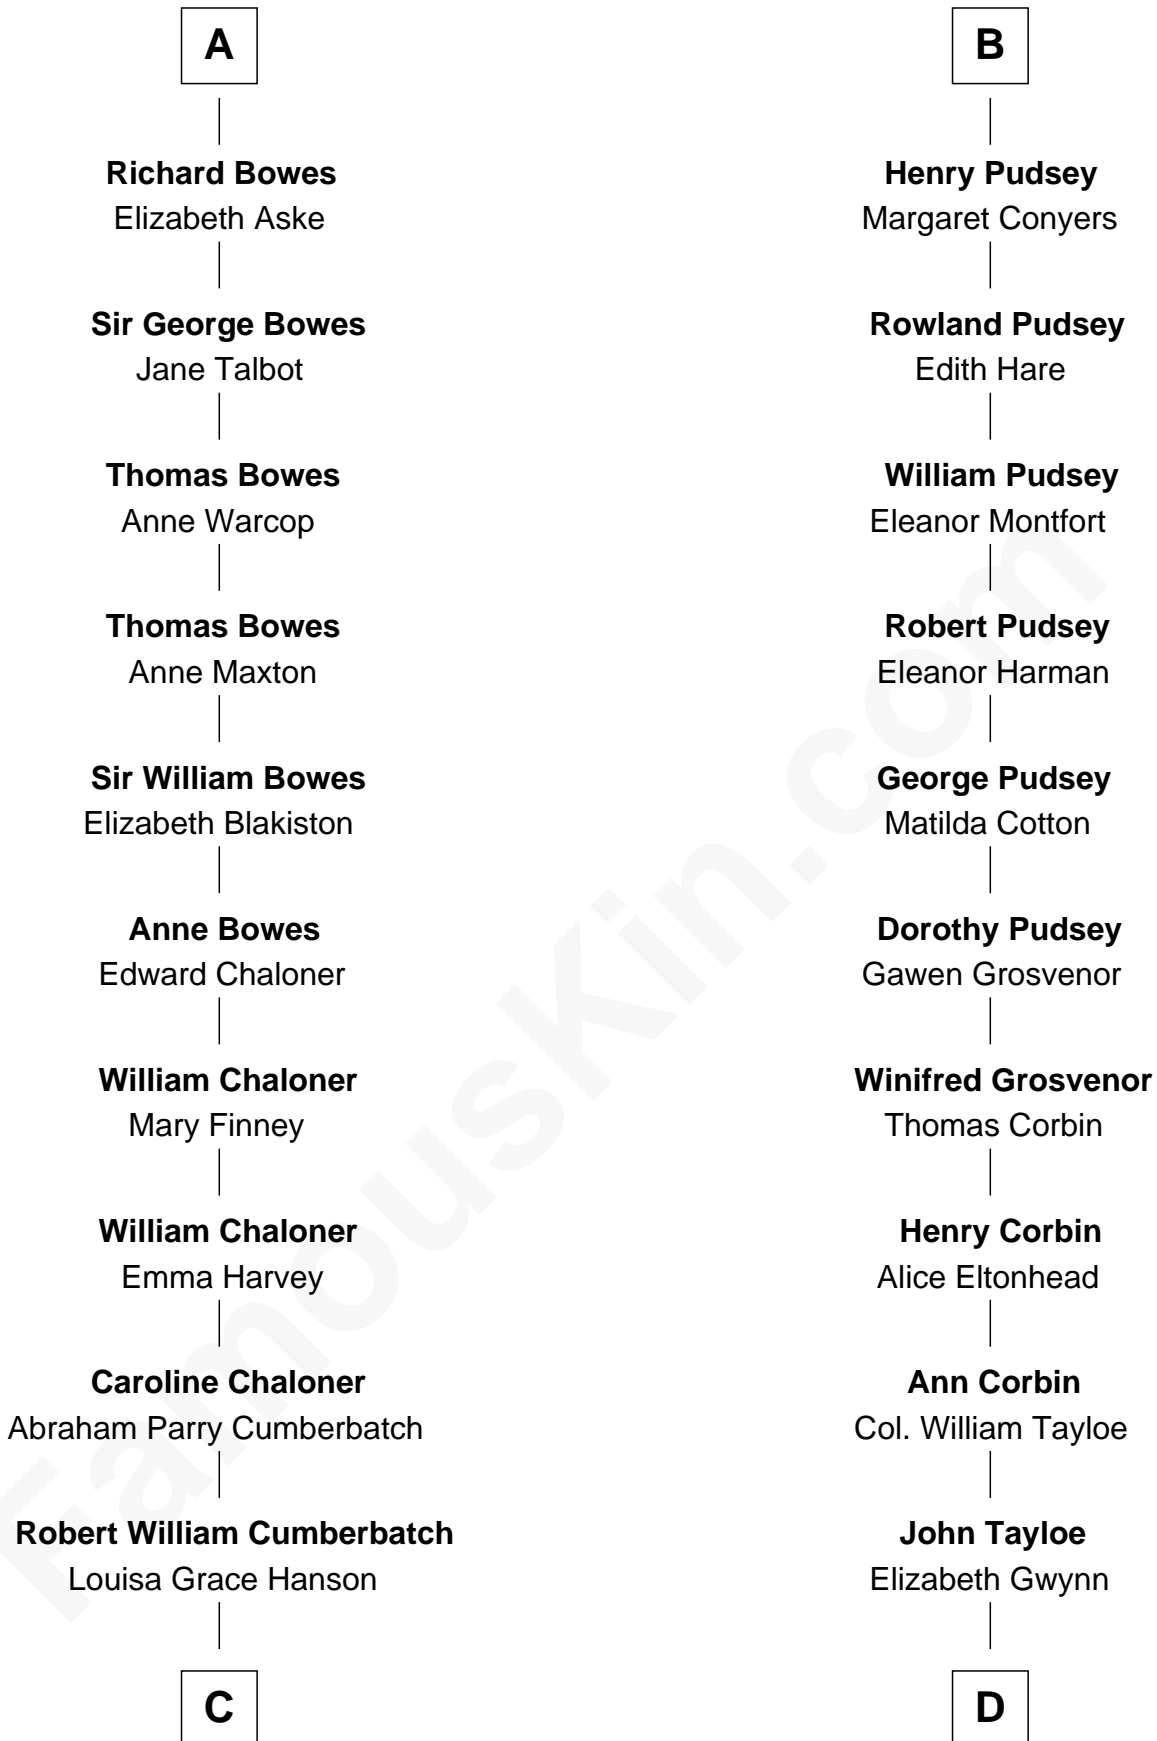 A
Richard Bowes
Elizabeth Aske
Sir George Bowes
Jane Talbot
Thomas Bowes
Anne Warcop
Thomas Bowes
Anne Maxton
Sir William Bowes
Elizabeth Blakiston
Anne Bowes
Edward Chaloner
William Chaloner
Mary Finney
William Chaloner
Emma Harvey
Caroline Chaloner
Abraham Parry Cumberbatch
Robert William Cumberbatch
Louisa Grace Hanson
C
B
Henry Pudsey
Margaret Conyers
Rowland Pudsey
Edith Hare
William Pudsey
Eleanor Montfort
Robert Pudsey
Eleanor Harman
George Pudsey
Matilda Cotton
Dorothy Pudsey
Gawen Grosvenor
Winifred Grosvenor
Thomas Corbin
Henry Corbin
Alice Eltonhead
Ann Corbin
Col. William Tayloe
John Tayloe
Elizabeth Gwynn
D
FamousKin.com